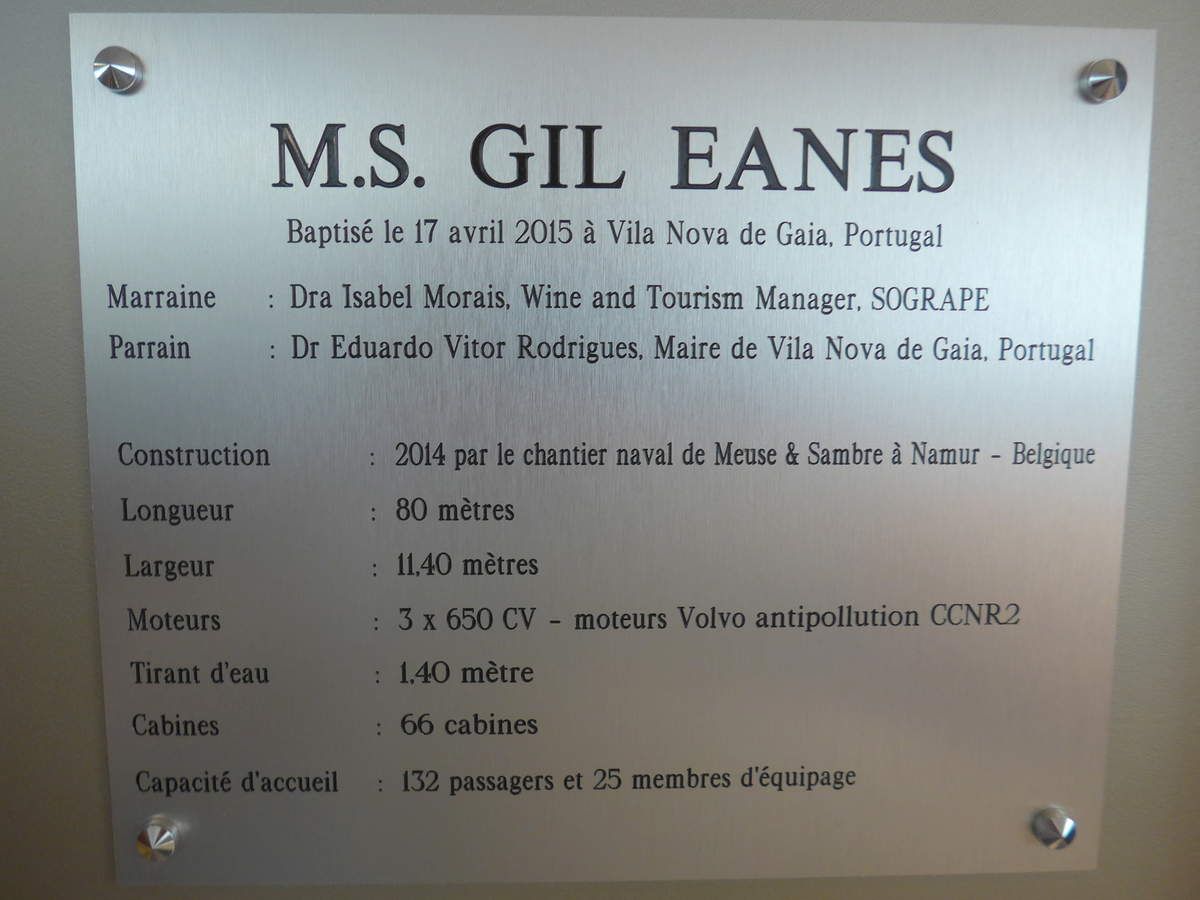 M.S. GIL EANES
Baptisé le 17 avril 2015 à Vila Nova de Gaia, Portugal
Marraine : Dra Isabel Morais, Wine and Tourism Manager, SOGRAPE
Parrain : Dr Eduardo Vitor Rodrigues, Maire de Vila Nova de Gaia, Portugal
Construction : 2014 par le chantier naval de Meuse & Sambre à Namur – Belgique
Longueur : 80 mètres
Largeur : 11,40 mètres
Moteurs : 3 x 650 CV – moteurs Volvo antipollution CCNR2
Tirant d'eau : 1,40 mètre
Cabines : 66 cabines
Capacité d'accueil : 132 passagers et 25 membres d'équipage